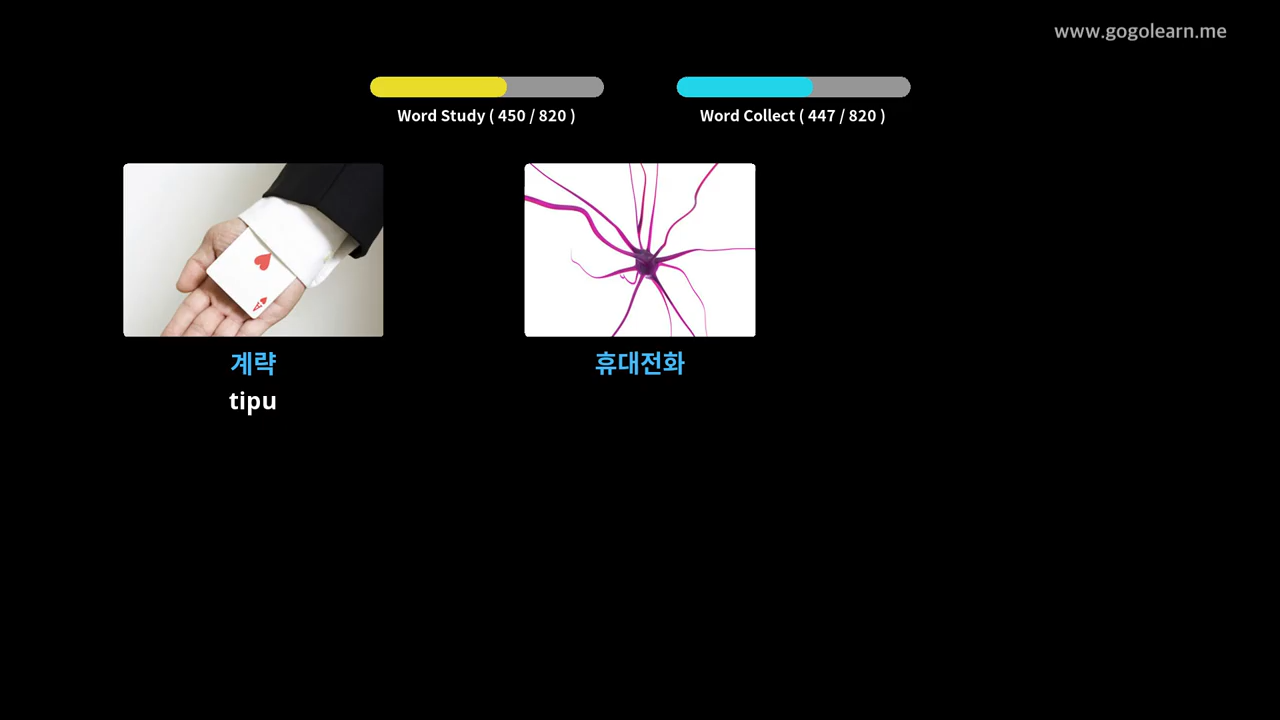 www.gogolearn.me
Word Study ( 450 / 820 )
Word Collect ( 447 / 820 )
계략
tipu
휴대전화